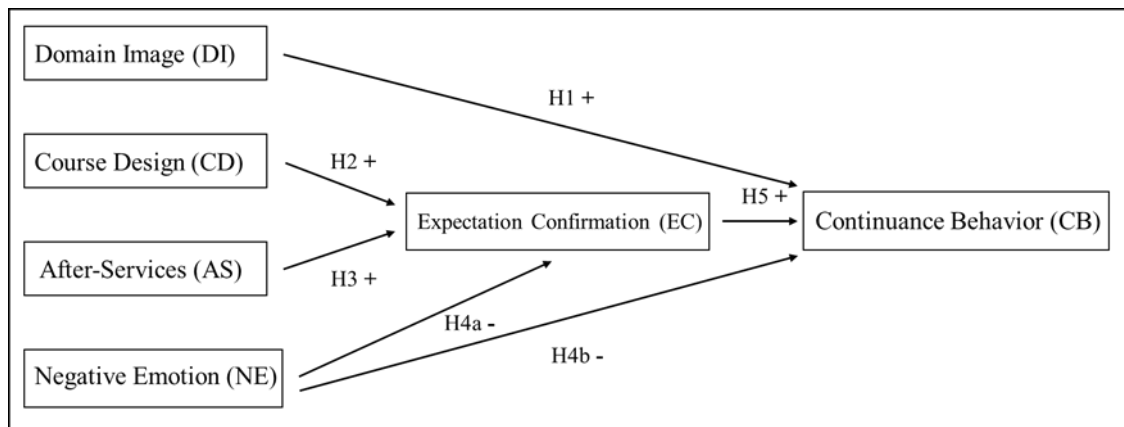 Domain Image (DI)
H1 +
Course Design (CD)
H2 +
Expectation Confirmation (EC)
H5 +
Continuance Behavior (CB)
After-Services (AS)
H3 +
H4a -
H4b -
Negative Emotion (NE)